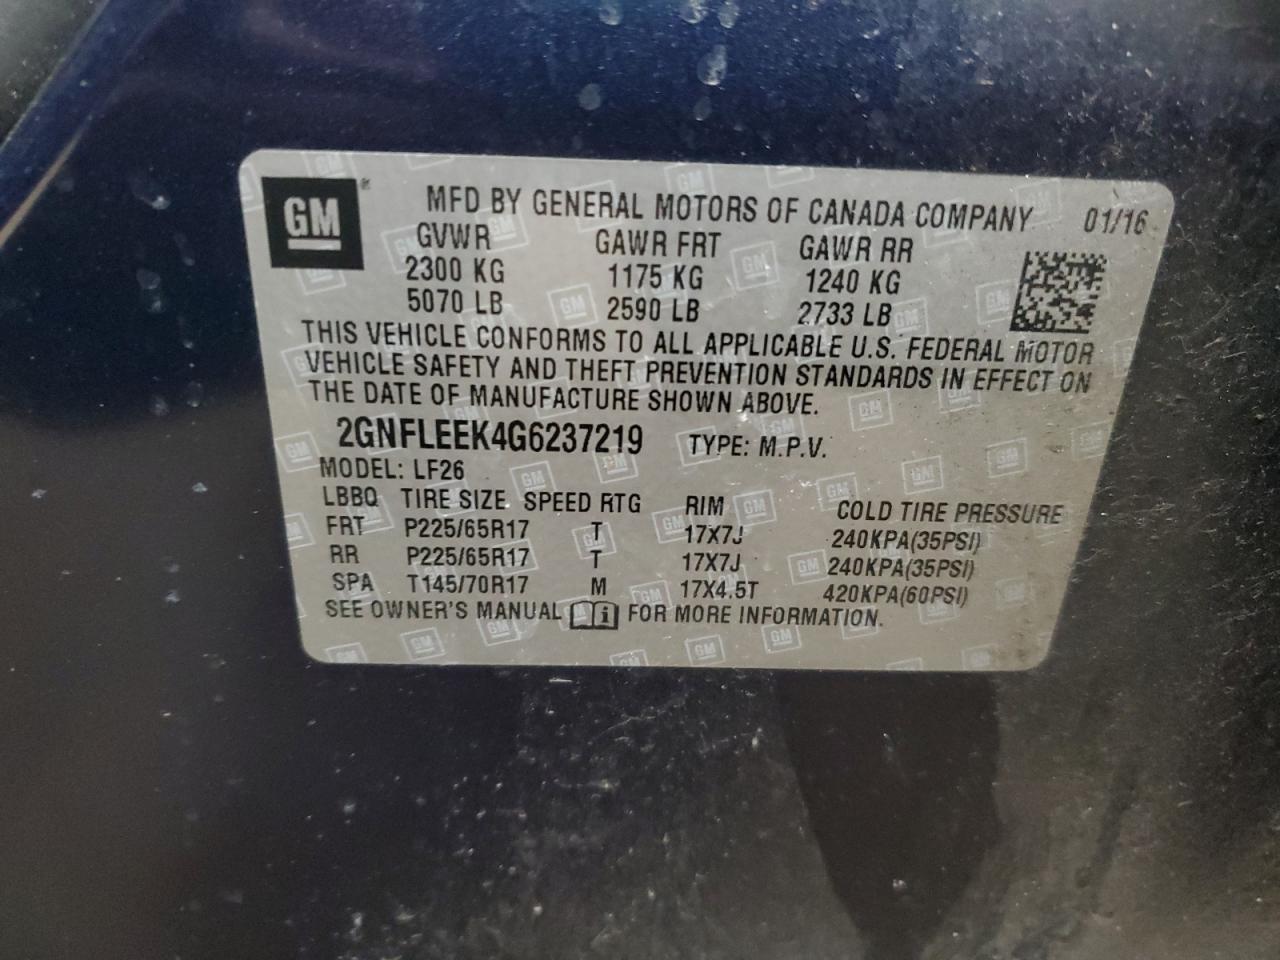 GM ® MFD BY GENERAL MOTORS OF CANADA COMPANY 01/16
GVWR GAWR FRT GAWR RR
2300 KG 1175 KG 1240 KG
5070 LB 2590 LB 2733 LB
THIS VEHICLE CONFORMS TO ALL APPLICABLE U.S. FEDERAL MOTOR
VEHICLE SAFETY AND THEFT PREVENTION STANDARDS IN EFFECT ON
THE DATE OF MANUFACTURE SHOWN ABOVE.
2GNFLEEK4G6237219 TYPE: M.P.V.
MODEL: LF26
LBBQ TIRE SIZE SPEED RTG RIM COLD TIRE PRESSURE
FRT P225/65R17 T 17X7J 240KPA(35PSI)
RR P225/65R17 T 17X7J 240KPA(35PSI)
SPA T145/70R17 M 17X4.5T 420KPA(60PSI)
SEE OWNER'S MANUAL i FOR MORE INFORMATION.